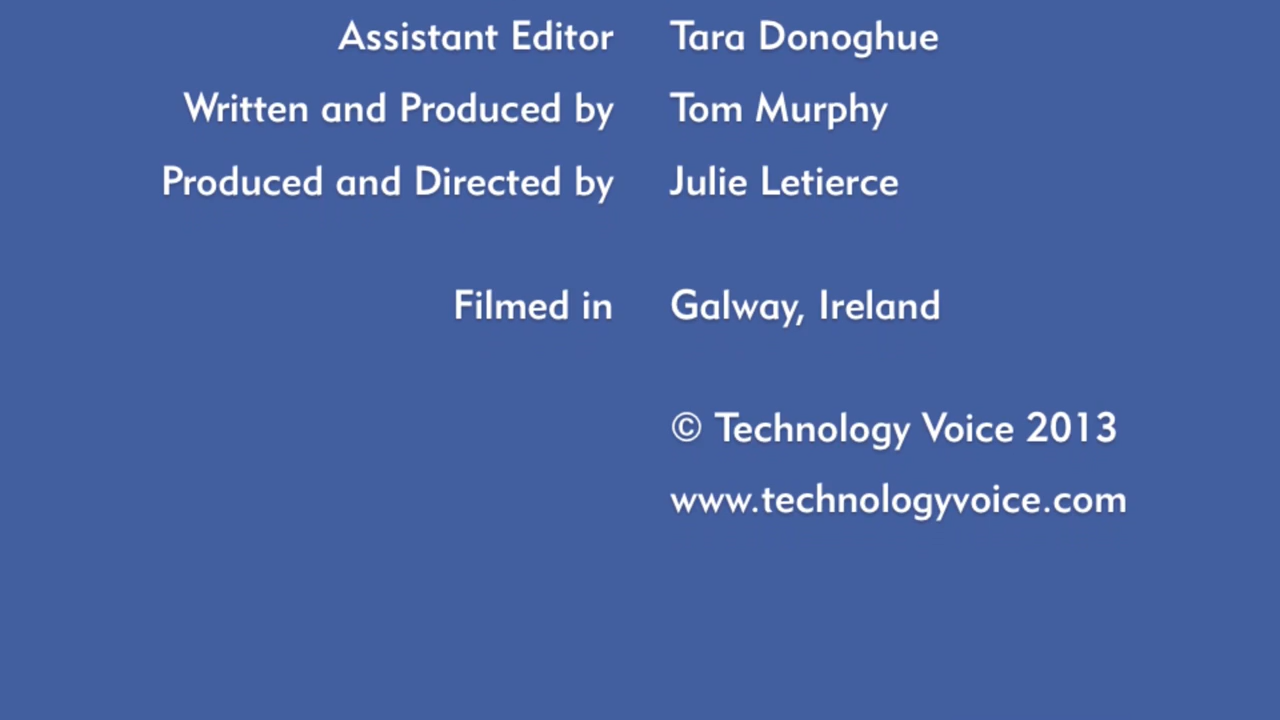 Assistant Editor Tara Donoghue
Written and Produced by Tom Murphy
Produced and Directed by Julie Letierce
Filmed in Galway, Ireland
© Technology Voice 2013
www.technologyvoice.com